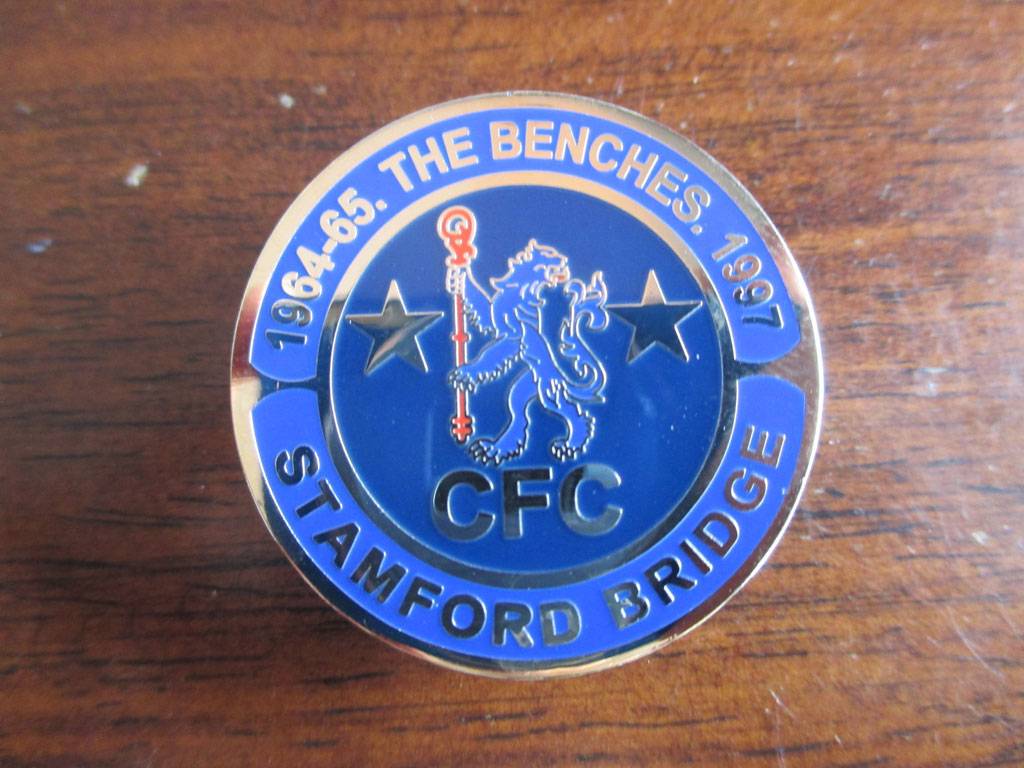 1964-65. THE BENCHES. 1997
CFC
STAMFORD BRIDGE